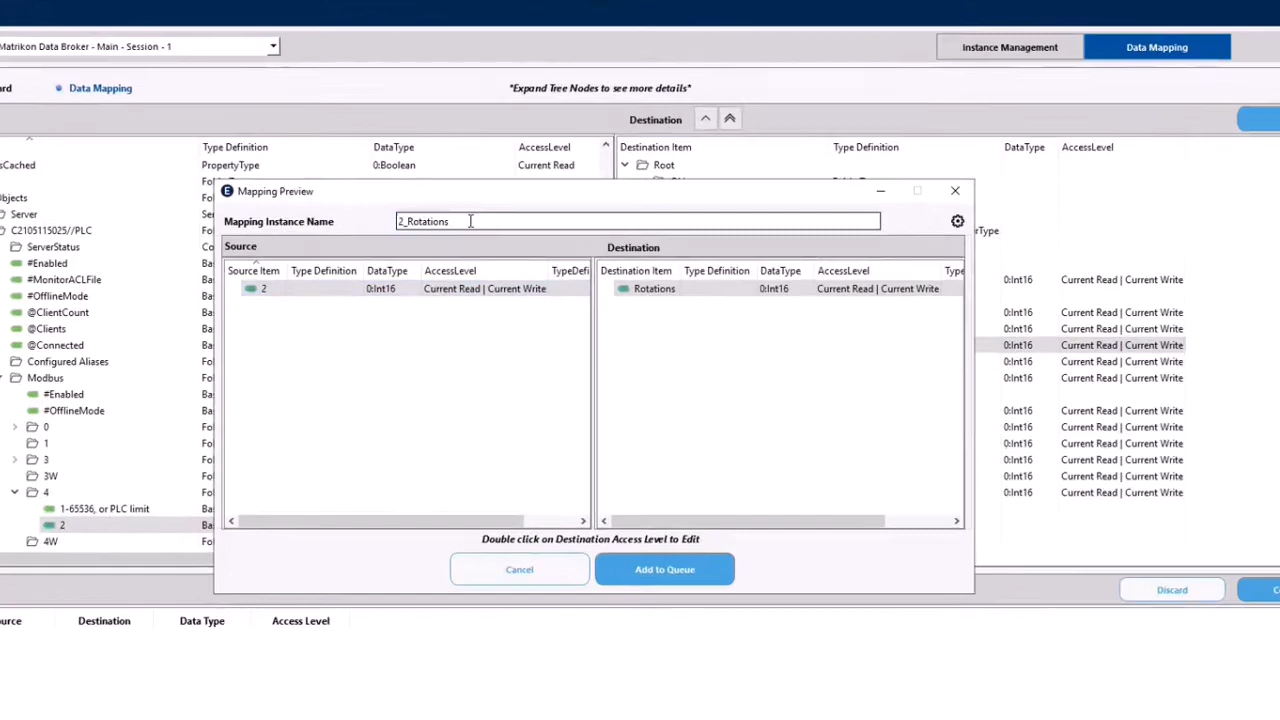 Matrikon Data Broker - Main - Session - 1
Instance Management
Data Mapping
Data Mapping
*Expand Tree Nodes to see more details*
Destination
Type Definition DataType AccessLevel
PropertyType 0:Boolean Current Read
Server
C2105115025//PLC
ServerStatus
#Enabled
#MonitorACLFile
#OfflineMode
@ClientCount
@Clients
@Connected
Configured Aliases
Modbus
#Enabled
#OfflineMode
0
1
3
3W
4
1-65536, or PLC limit
2
4W
Destination Item Type Definition DataType AccessLevel
Root
0:Int16 Current Read | Current Write
0:Int16 Current Read | Current Write
0:Int16 Current Read | Current Write
0:Int16 Current Read | Current Write
0:Int16 Current Read | Current Write
0:Int16 Current Read | Current Write
0:Int16 Current Read | Current Write
0:Int16 Current Read | Current Write
0:Int16 Current Read | Current Write
0:Int16 Current Read | Current Write
0:Int16 Current Read | Current Write
Mapping Preview
Mapping Instance Name 2_Rotations
Source
Source Item Type Definition DataType AccessLevel TypeDefi
2 0:Int16 Current Read | Current Write
Destination
Destination Item Type Definition DataType AccessLevel Type
Rotations 0:Int16 Current Read | Current Write
Double click on Destination Access Level to Edit
Cancel
Add to Queue
Discard
Destination Data Type Access Level